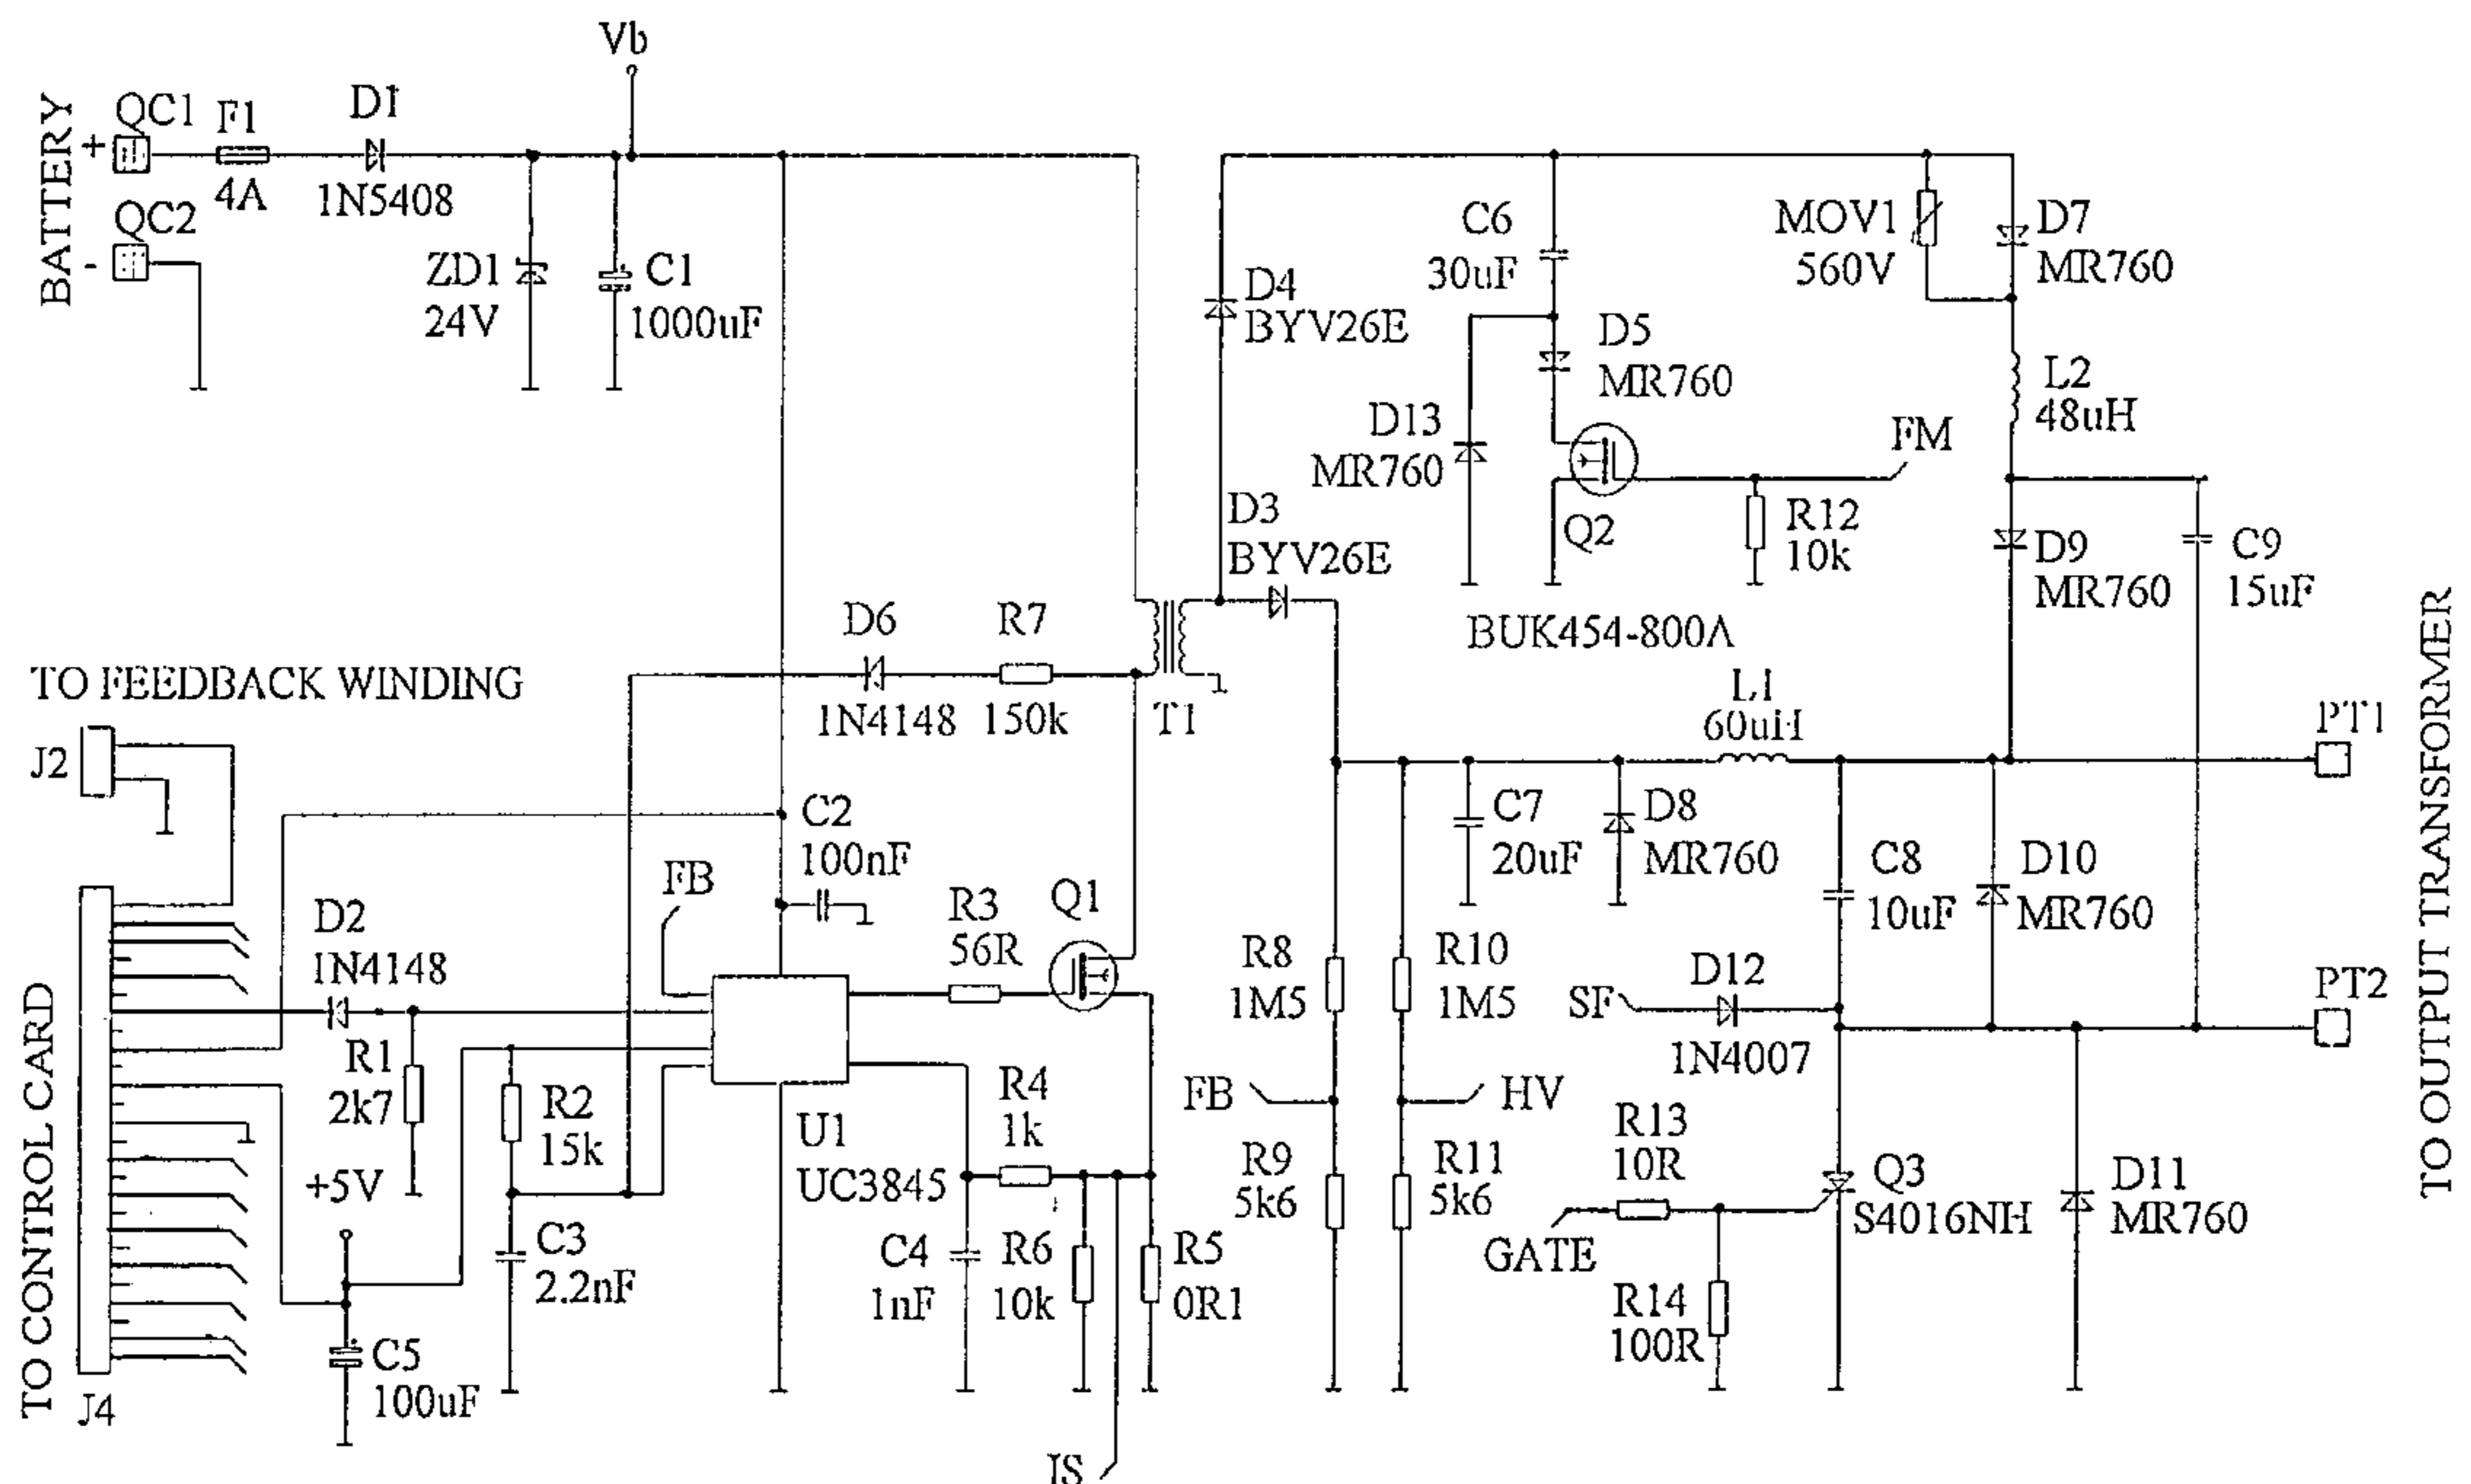 Vb
BATTERY
+
QC1
F1
4A
D1
1N5408
QC2
-
ZD1
24V
C1
1000uF
C6
30uF
MOV1
560V
D7
MR760
D4
BYV26E
D5
MR760
L2
48uH
D13
MR760
FM
D3
BYV26E
Q2
R12
10k
D9
MR760
C9
15uF
BUK454-800A
D6
1N4148
R7
150k
T1
TO FEEDBACK WINDING
J2
L1
60uH
PT1
C2
100nF
FB
C7
20uF
D8
MR760
C8
10uF
D10
MR760
D2
1N4148
R3
56R
Q1
R8
1M5
R10
1M5
SF
D12
1N4007
PT2
TO OUTPUT TRANSFORMER
R1
2k7
R2
15k
U1
UC3845
R4
1k
FB
HV
R9
5k6
R11
5k6
R13
10R
GATE
Q3
S4016NH
D11
MR760
+5V
C3
2.2nF
C4
1nF
R6
10k
R5
0R1
R14
100R
C5
100uF
TO CONTROL CARD
J4
IS